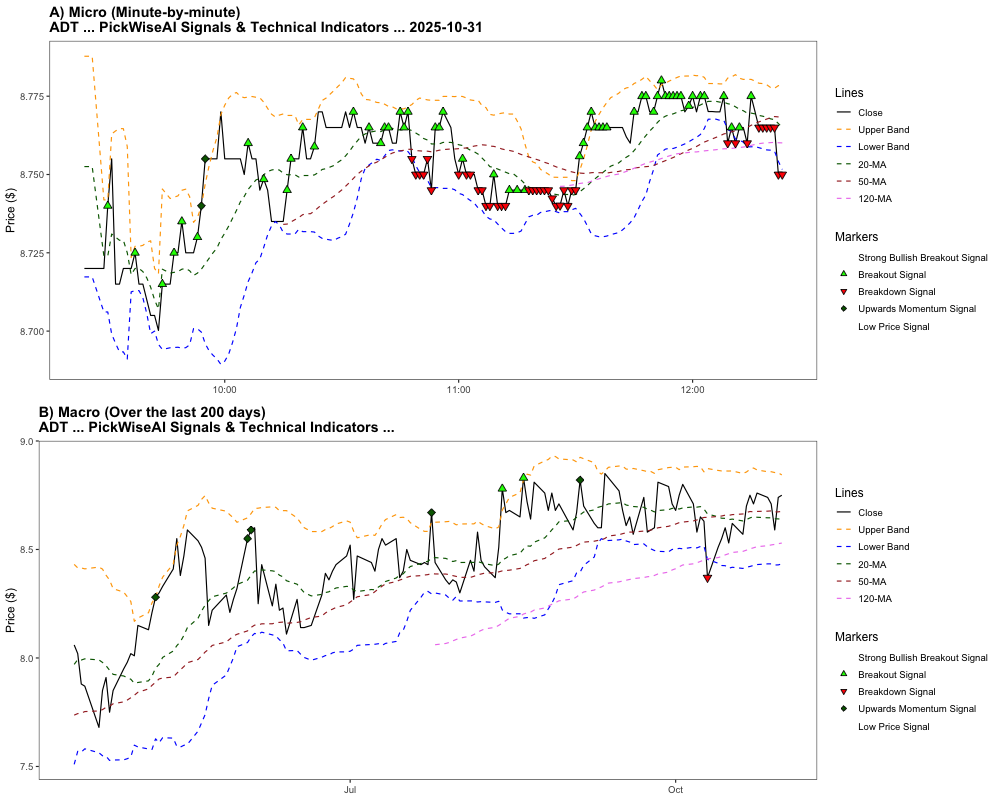 A) Micro (Minute-by-minute)
ADT ... PickWiseAI Signals & Technical Indicators ... 2025-10-31
Price ($)
8.775
8.750
8.725
8.700
10:00
11:00
12:00
Lines
Close
Upper Band
Lower Band
20-MA
50-MA
120-MA
Markers
Strong Bullish Breakout Signal
Breakout Signal
Breakdown Signal
Upwards Momentum Signal
Low Price Signal
B) Macro (Over the last 200 days)
ADT ... PickWiseAI Signals & Technical Indicators ...
Price ($)
9.0
8.5
8.0
7.5
Jul
Oct
Lines
Close
Upper Band
Lower Band
20-MA
50-MA
120-MA
Markers
Strong Bullish Breakout Signal
Breakout Signal
Breakdown Signal
Upwards Momentum Signal
Low Price Signal